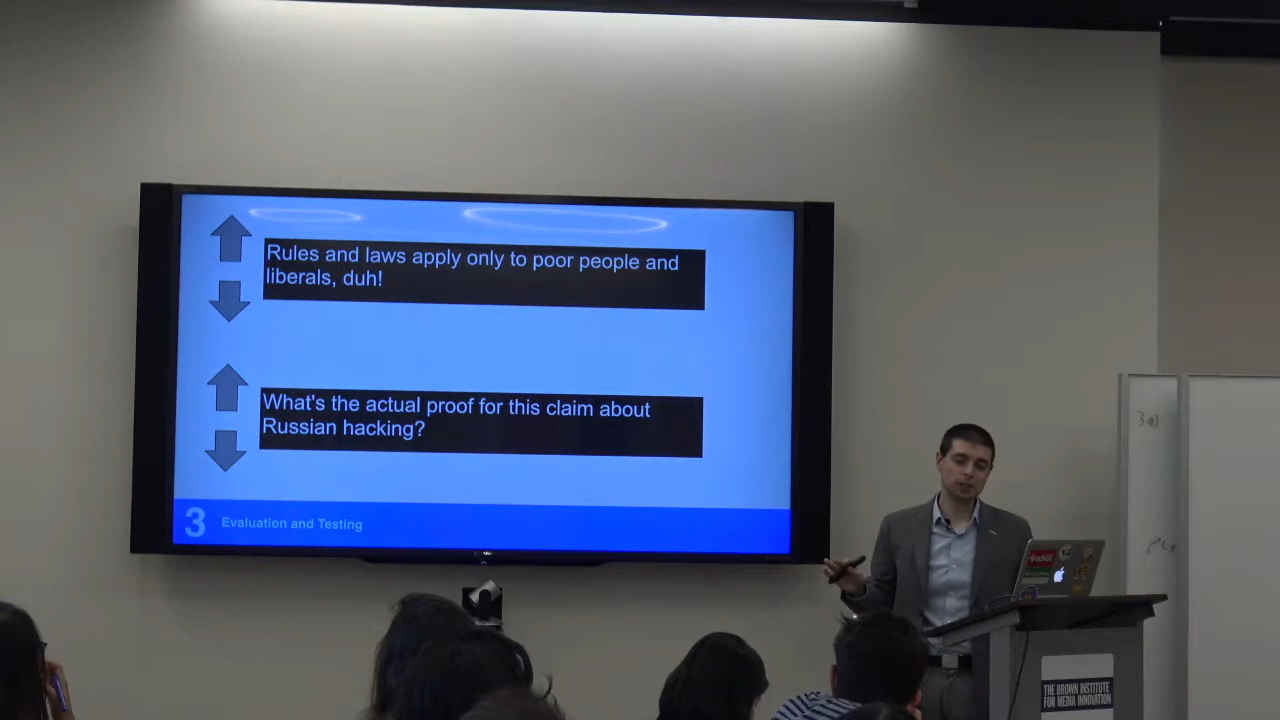 Rules and laws apply only to poor people and
liberals, duh!
What's the actual proof for this claim about
Russian hacking?
3 Evaluation and Testing
3a)
THE BROWN INSTITUTE
FOR MEDIA INNOVATION